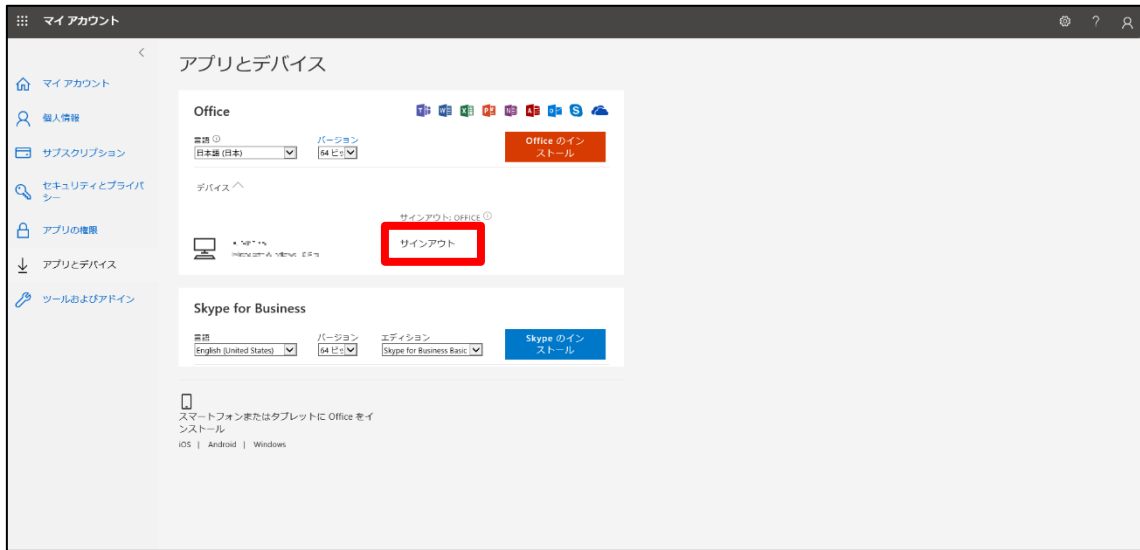 マイ アカウント
?
マイ アカウント
個人情報
サブスクリプション
セキュリティとプライバ
シー
アプリの権限
アプリとデバイス
ツールおよびアドイン
アプリとデバイス
Office
言語
バージョン
日本語 (日本)
64 ビッ
Office のイン
ストール
デバイス
サインアウト: OFFICE
サインアウト
Skype for Business
言語
バージョン
エディション
English (United States)
64 ビッ
Skype for Business Basic
Skype のイン
ストール
スマートフォンまたはタブレットに Office をイ
ンストール
iOS | Android | Windows